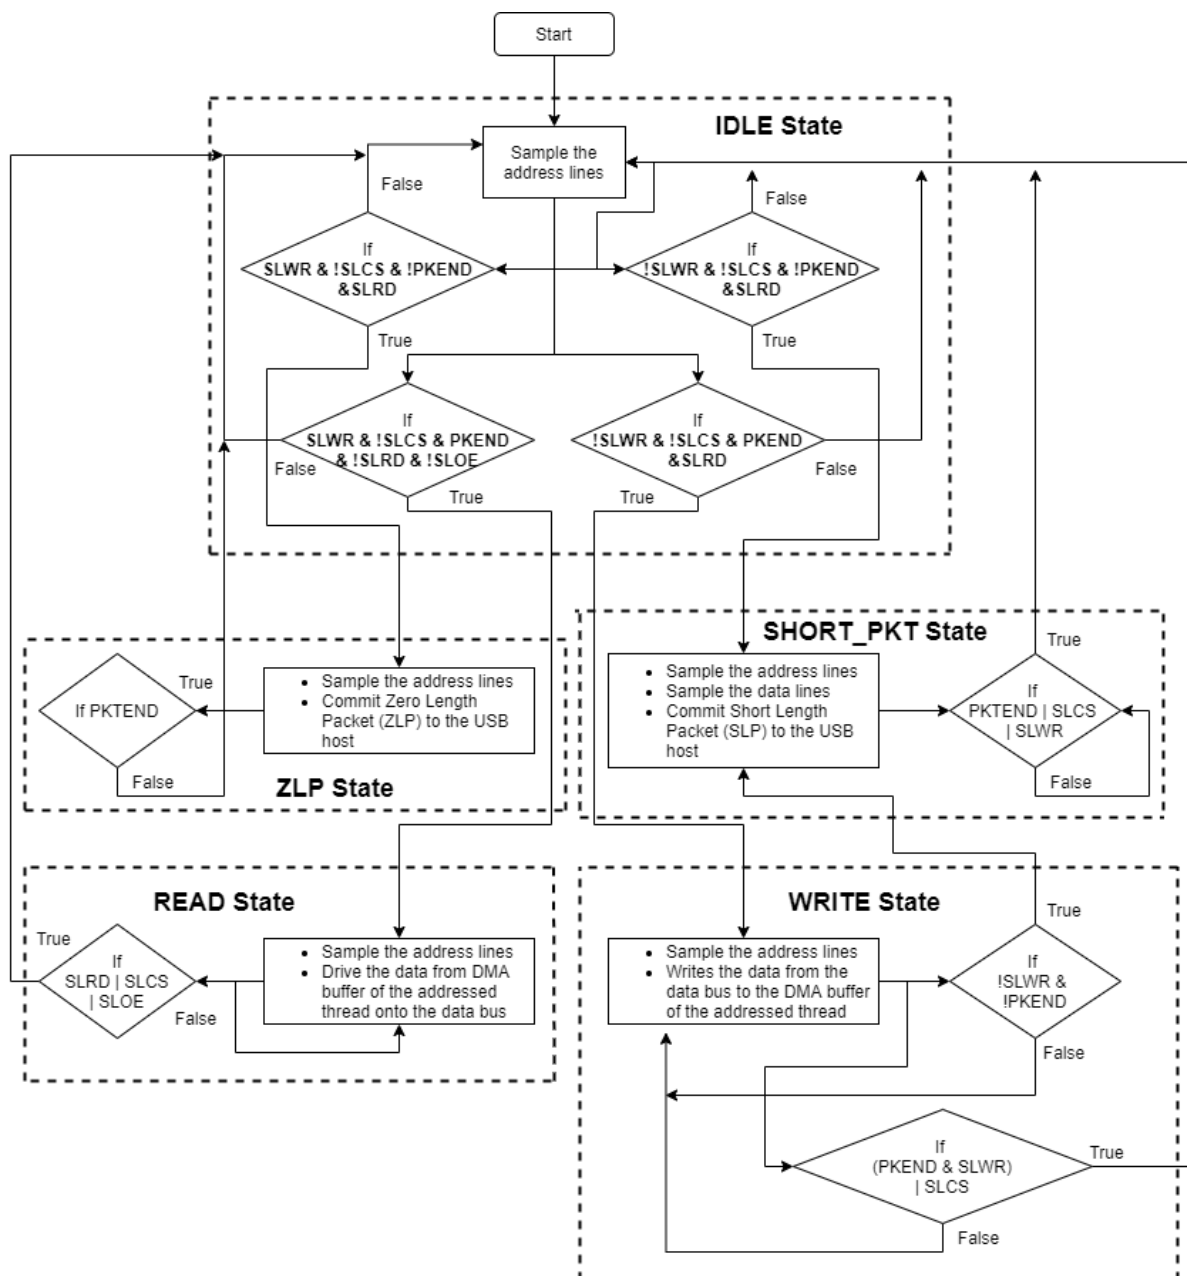 Start
IDLE State
Sample the
address lines
False
False
If
SLWR & !SLCS & !PKEND
&SLRD
If
!SLWR & !SLCS & !PKEND
&SLRD
True
True
If
SLWR & !SLCS & PKEND
& !SLRD & !SLOE
If
!SLWR & !SLCS & PKEND
&SLRD
False
False
True
True
SHORT_PKT State
True
If PKTEND
True
• Sample the address lines
• Commit Zero Length
Packet (ZLP) to the USB
host
False
ZLP State
• Sample the address lines
• Sample the data lines
• Commit Short Length
Packet (SLP) to the USB
host
If
PKTEND | SLCS
| SLWR
False
READ State
True
If
SLRD | SLCS
| SLOE
False
• Sample the address lines
• Drive the data from DMA
buffer of the addressed
thread onto the data bus
WRITE State
True
• Sample the address lines
• Writes the data from the
data bus to the DMA buffer
of the addressed thread
If
!SLWR &
!PKEND
False
If
(PKEND & SLWR)
| SLCS
True
False